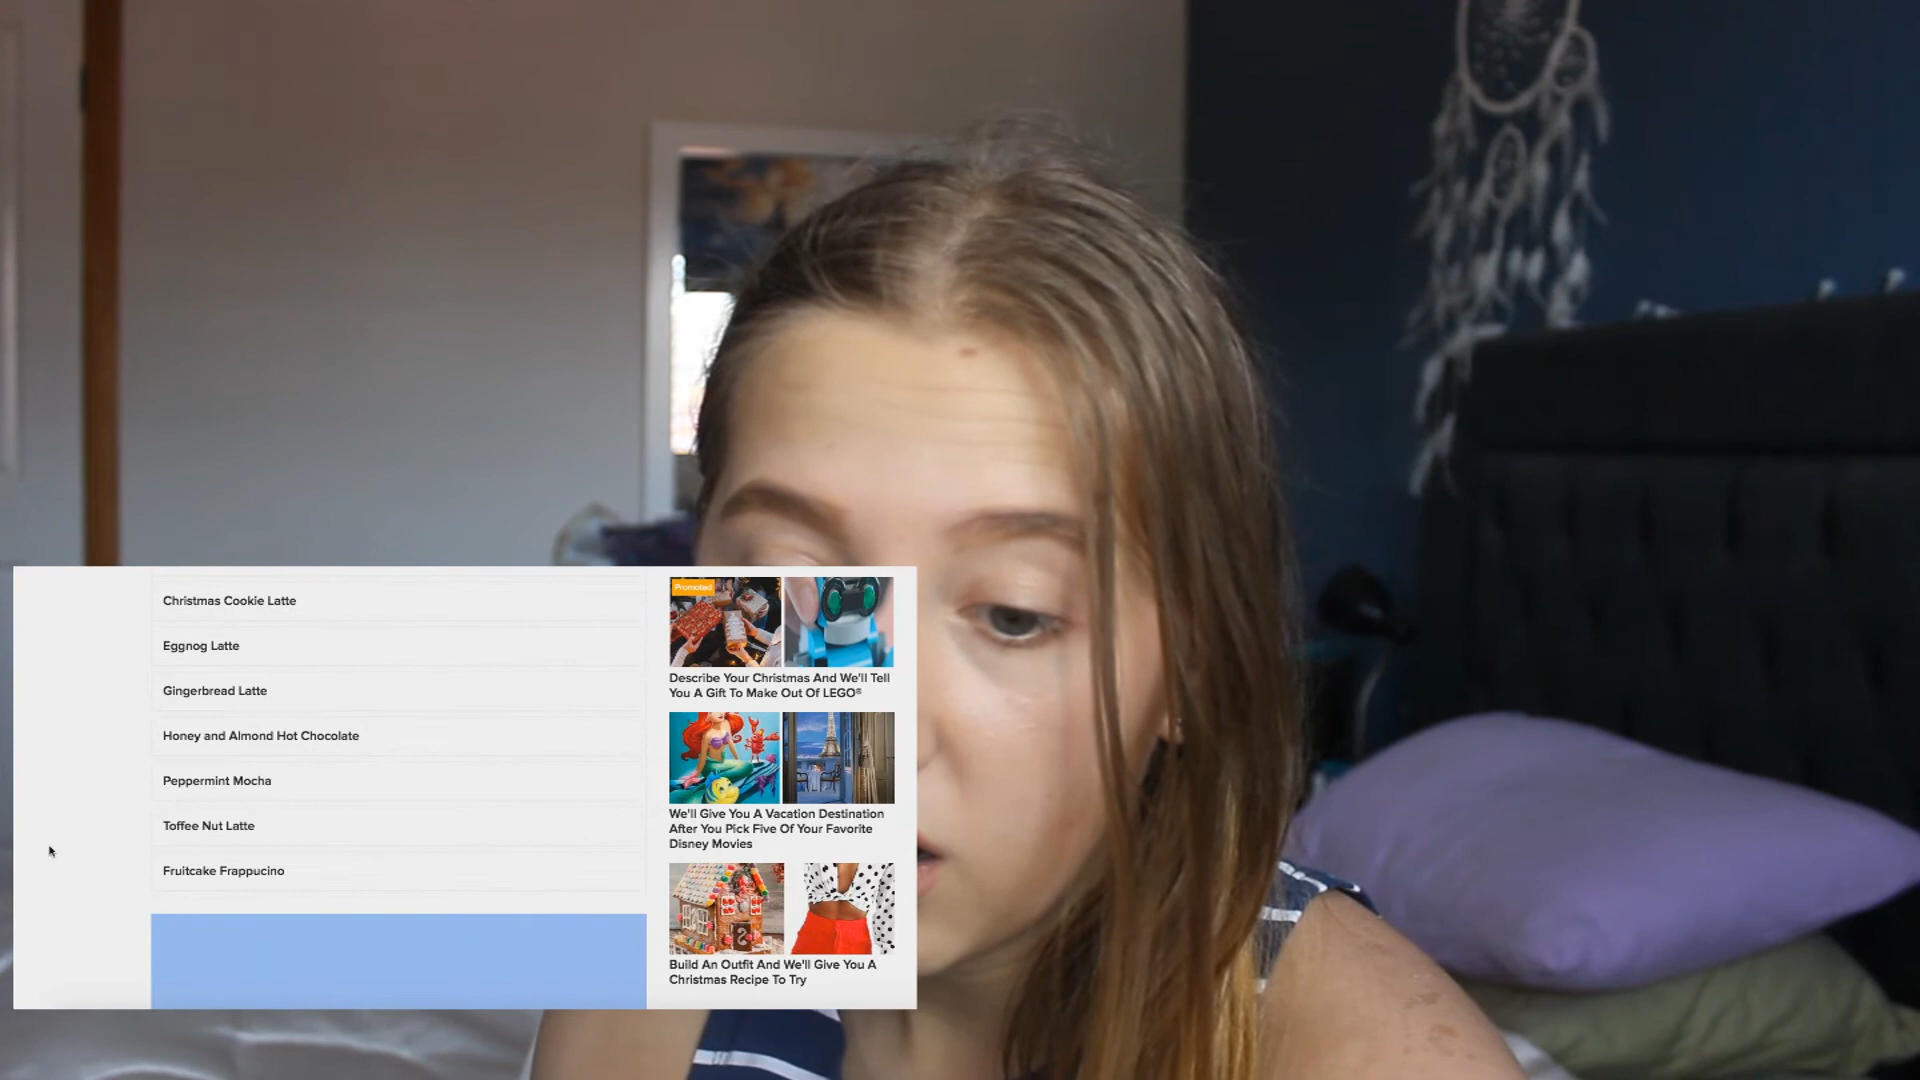 Christmas Cookie Latte
Eggnog Latte
Gingerbread Latte
Honey and Almond Hot Chocolate
Peppermint Mocha
Toffee Nut Latte
Fruitcake Frappucino
Promoted
Describe Your Christmas And We'll Tell
You A Gift To Make Out Of LEGO®
We'll Give You A Vacation Destination
After You Pick Five Of Your Favorite
Disney Movies
Build An Outfit And We'll Give You A
Christmas Recipe To Try